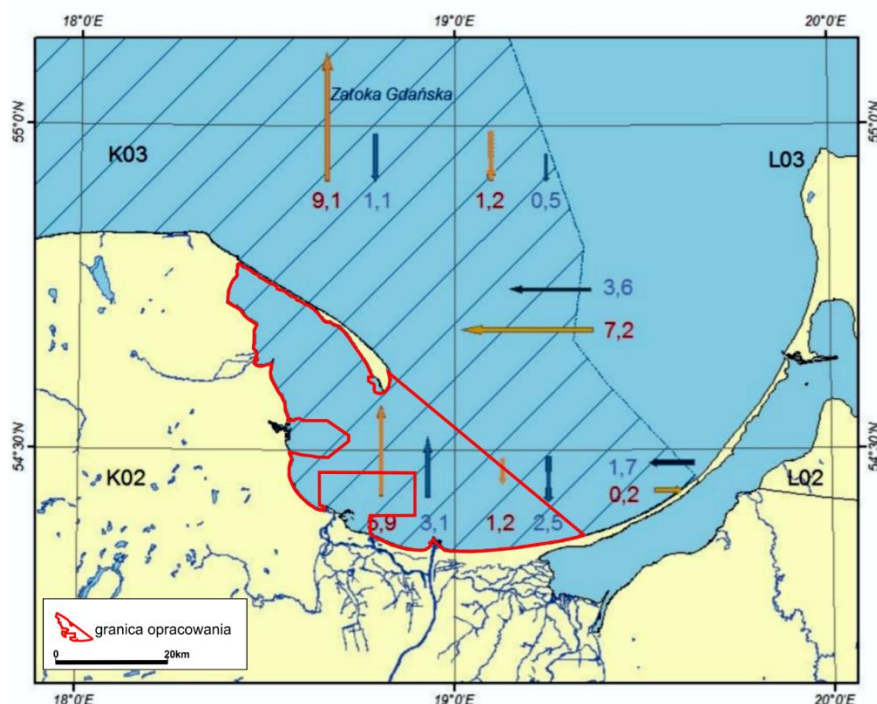 18°0'E 19°0'E 20°0'E
55°0'N 55°0'N
Zatoka Gdańska
K03 L03
9,1 1,1 1,2 0,5
3,6
7,2
54°30'N 54°30'N
K02 1,7 L02
0,2
5,9 3,1 1,2 2,5
granica opracowania
0 20km
18°0'E 19°0'E 20°0'E